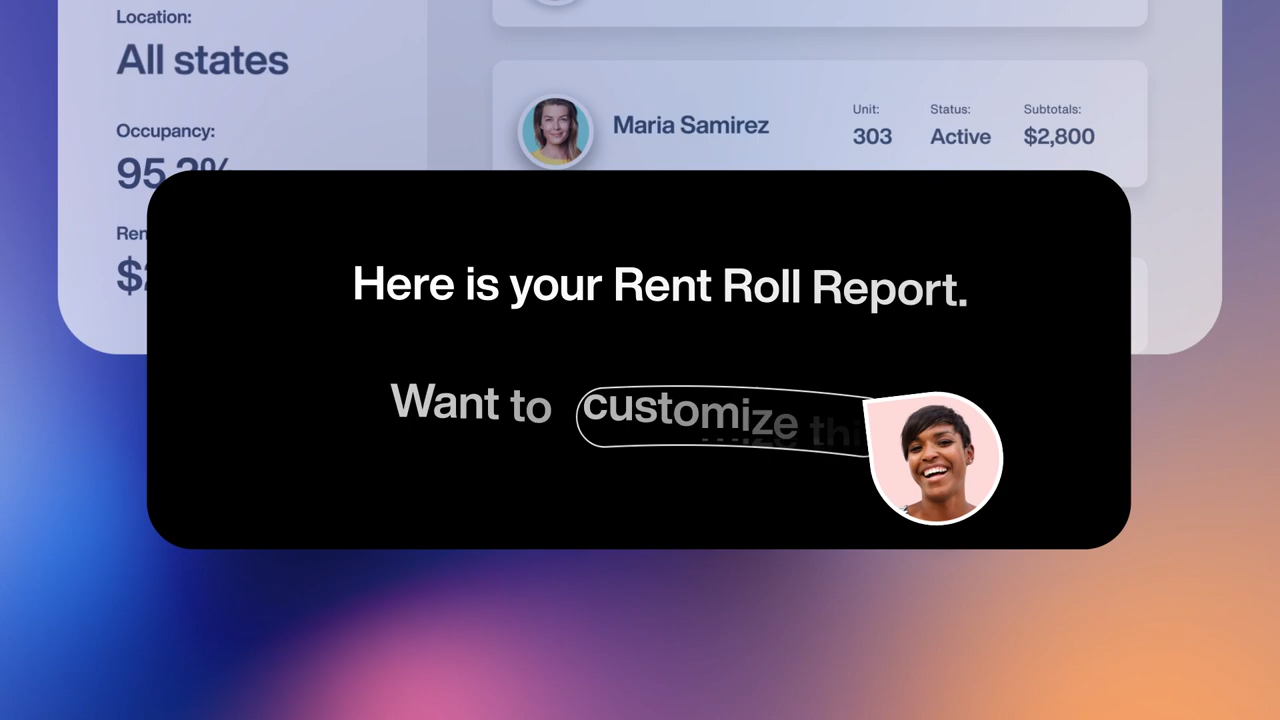 Location:
All states
Occupancy:
Maria Samirez
Unit:
303
Status:
Active
Subtotals:
$2,800
Here is your Rent Roll Report.
Want to customize